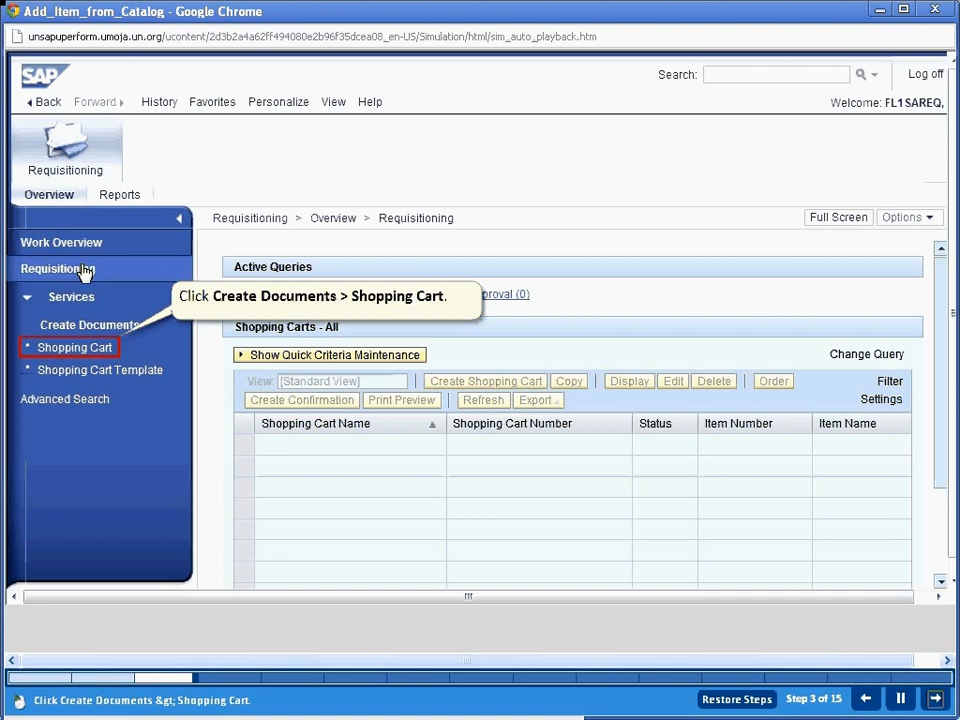 Add_Item_from_Catalog - Google Chrome
unsapuperform.umoja.un.org/ucontent/2d3b2a4a62ff494080e2b96f35dcea08_en-US/Simulation/html/sim_auto_playback.htm
SAP
Search:
Log off
Back Forward History Favorites Personalize View Help
Welcome: FL1SAREQ,
Requisitioning
Overview Reports
Requisitioning > Overview > Requisitioning
Full Screen Options
Work Overview
Requisitioning
Services
Create Documents
Shopping Cart
Shopping Cart Template
Advanced Search
Click Create Documents > Shopping Cart.
Active Queries
proval (0)
Shopping Carts - All
Show Quick Criteria Maintenance
Change Query
View: [Standard View] Create Shopping Cart Copy Display Edit Delete Order Filter
Create Confirmation Print Preview Refresh Export Settings
Shopping Cart Name Shopping Cart Number Status Item Number Item Name
Click Create Documents &gt; Shopping Cart.
Restore Steps Step 3 of 15